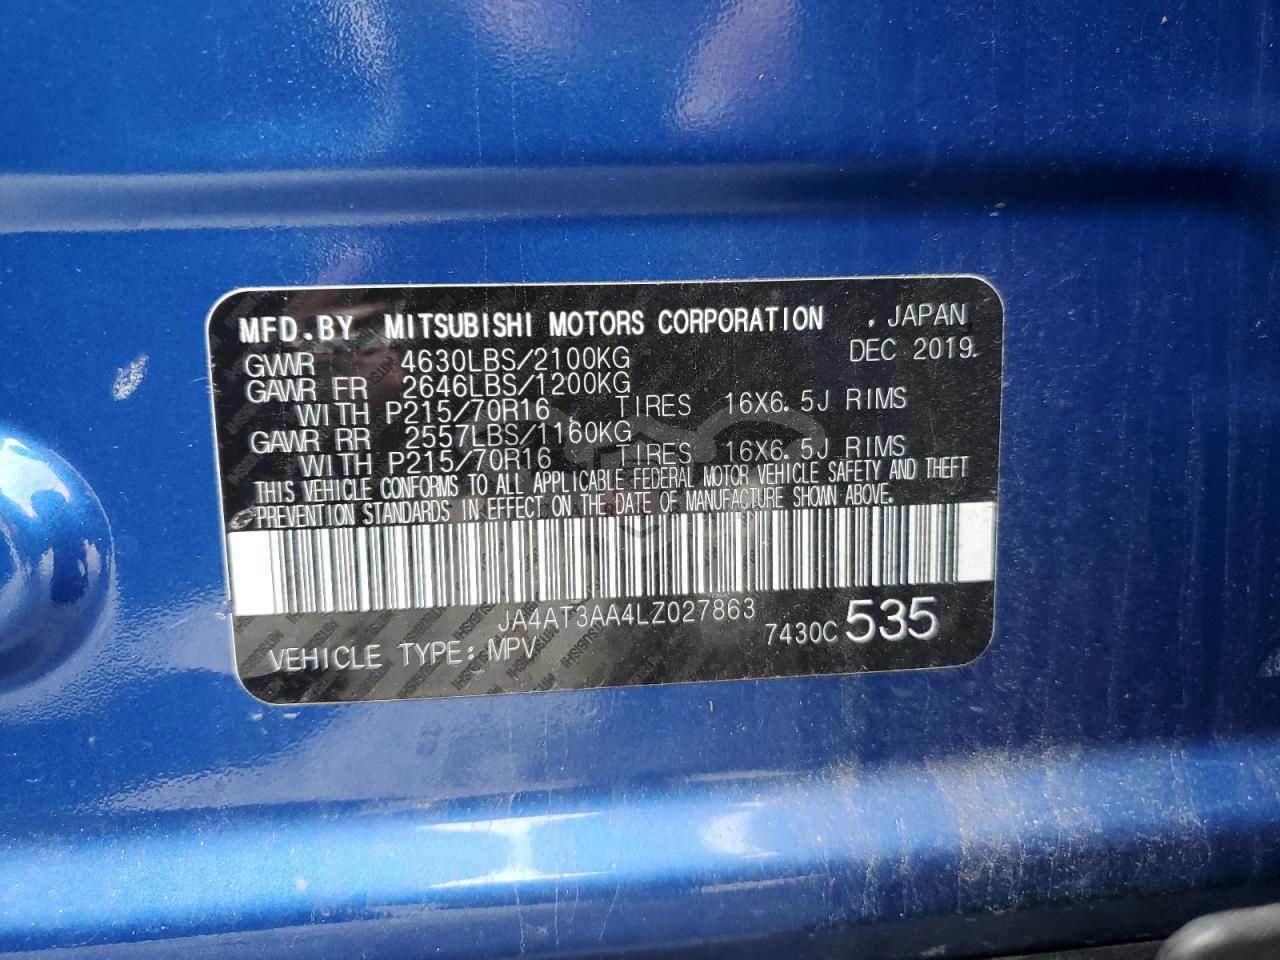 MFD.BY MITSUBISHI MOTORS CORPORATION , JAPAN
GVWR 4630LBS/2100KG DEC 2019
GAWR FR 2646LBS/1200KG
WITH P215/70R16 , TIRES 16X6.5J RIMS
GAWR RR 2557LBS/1160KG
WITH P215/70R16 , TIRES 16X6.5J RIMS
THIS VEHICLE CONFORMS TO ALL APPLICABLE FEDERAL MOTOR VEHICLE SAFETY AND THEFT
PREVENTION STANDARDS IN EFFECT ON THE DATE OF MANUFACTURE SHOWN ABOVE.
JA4AT3AA4LZ027863
7430C 535
VEHICLE TYPE: MPV